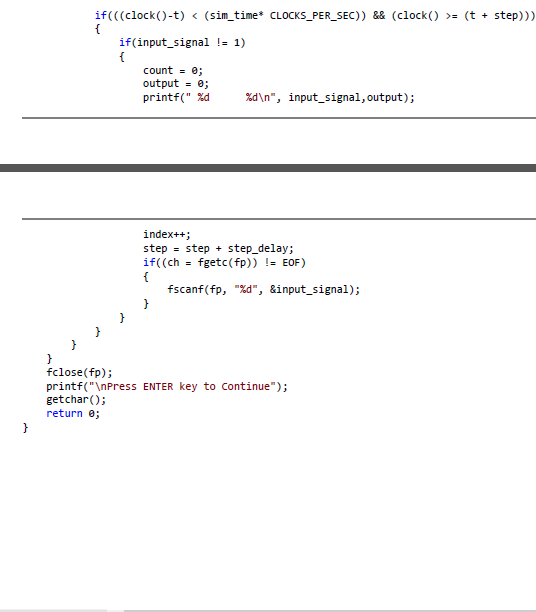 if(((clock()-t) < (sim_time* CLOCKS_PER_SEC)) && (clock() >= (t + step)))
{
if(input_signal != 1)
{
count = 0;
output = 0;
printf(" %d      %d\n", input_signal,output);
index++;
step = step + step_delay;
if((ch = fgetc(fp)) != EOF)
{
fscanf(fp, "%d", &input_signal);
}
}
}
}
}
fclose(fp);
printf("\nPress ENTER key to Continue");
getchar();
return 0;
}